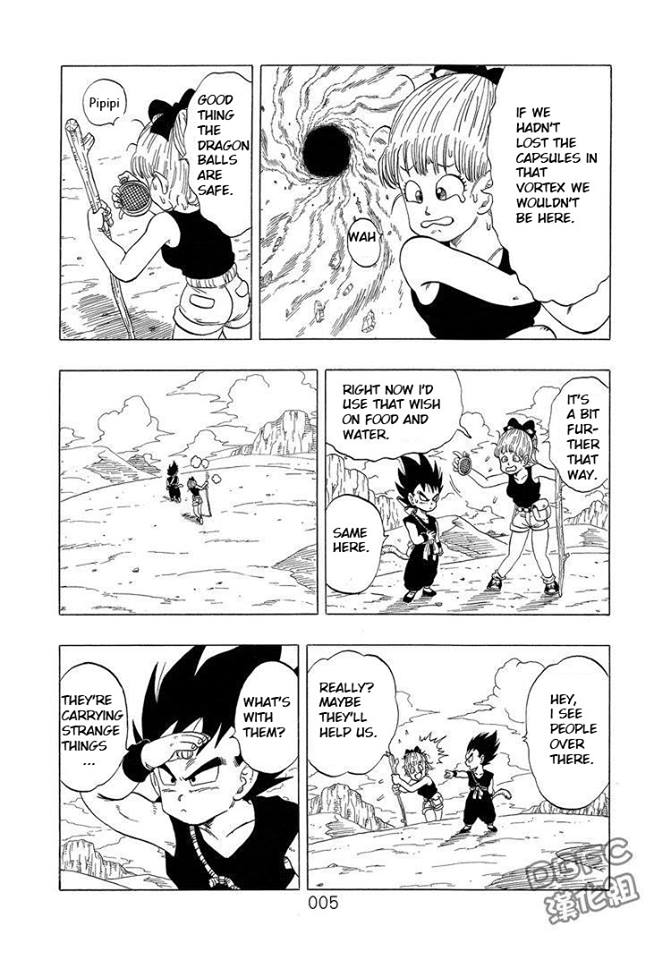 IF WE
HADN'T
LOST THE
CAPSULES IN
THAT
VORTEX WE
WOULDN'T
BE HERE.
WAH
GOOD
THING
THE
DRAGON
BALLS
ARE
SAFE.
Pipipi
IT'S
A BIT
FUR-
THER
THAT
WAY.
RIGHT NOW I'D
USE THAT WISH
ON FOOD AND
WATER.
SAME
HERE.
HEY,
I SEE
PEOPLE
OVER
THERE.
REALLY?
MAYBE
THEY'LL
HELP US.
WHAT'S
WITH
THEM?
THEY'RE
CARRYING
STRANGE
THINGS
...
005
DBFC
漢化組